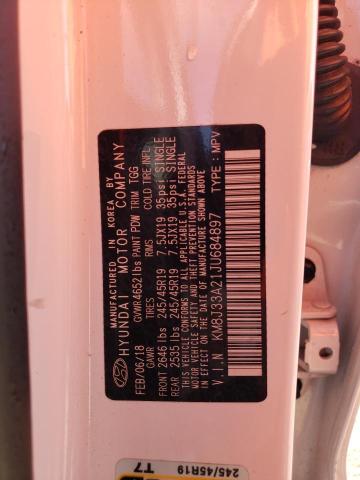 MANUFACTURED IN KOREA BY
HYUNDAI MOTOR COMPANY
FEB/06/18 GVWR 4652 lbs PAINT PDW TRIM TGG
GAWR TIRES RIMS COLD TIRE INFL.
FRONT 2646 lbs 245/45R19 7.5JX19 35psi SINGLE
REAR 2535 lbs 245/45R19 7.5JX19 35psi SINGLE
THIS VEHICLE CONFORMS TO ALL APPLICABLE U.S.A. FEDERAL
MOTOR VEHICLE SAFETY AND THEFT PREVENTION
STANDARDS IN EFFECT ON THE DATE OF MANUFACTURE SHOWN ABOVE.
V.I.N KM8J33A21JU684897 TYPE : MPV
245/45R19
T7